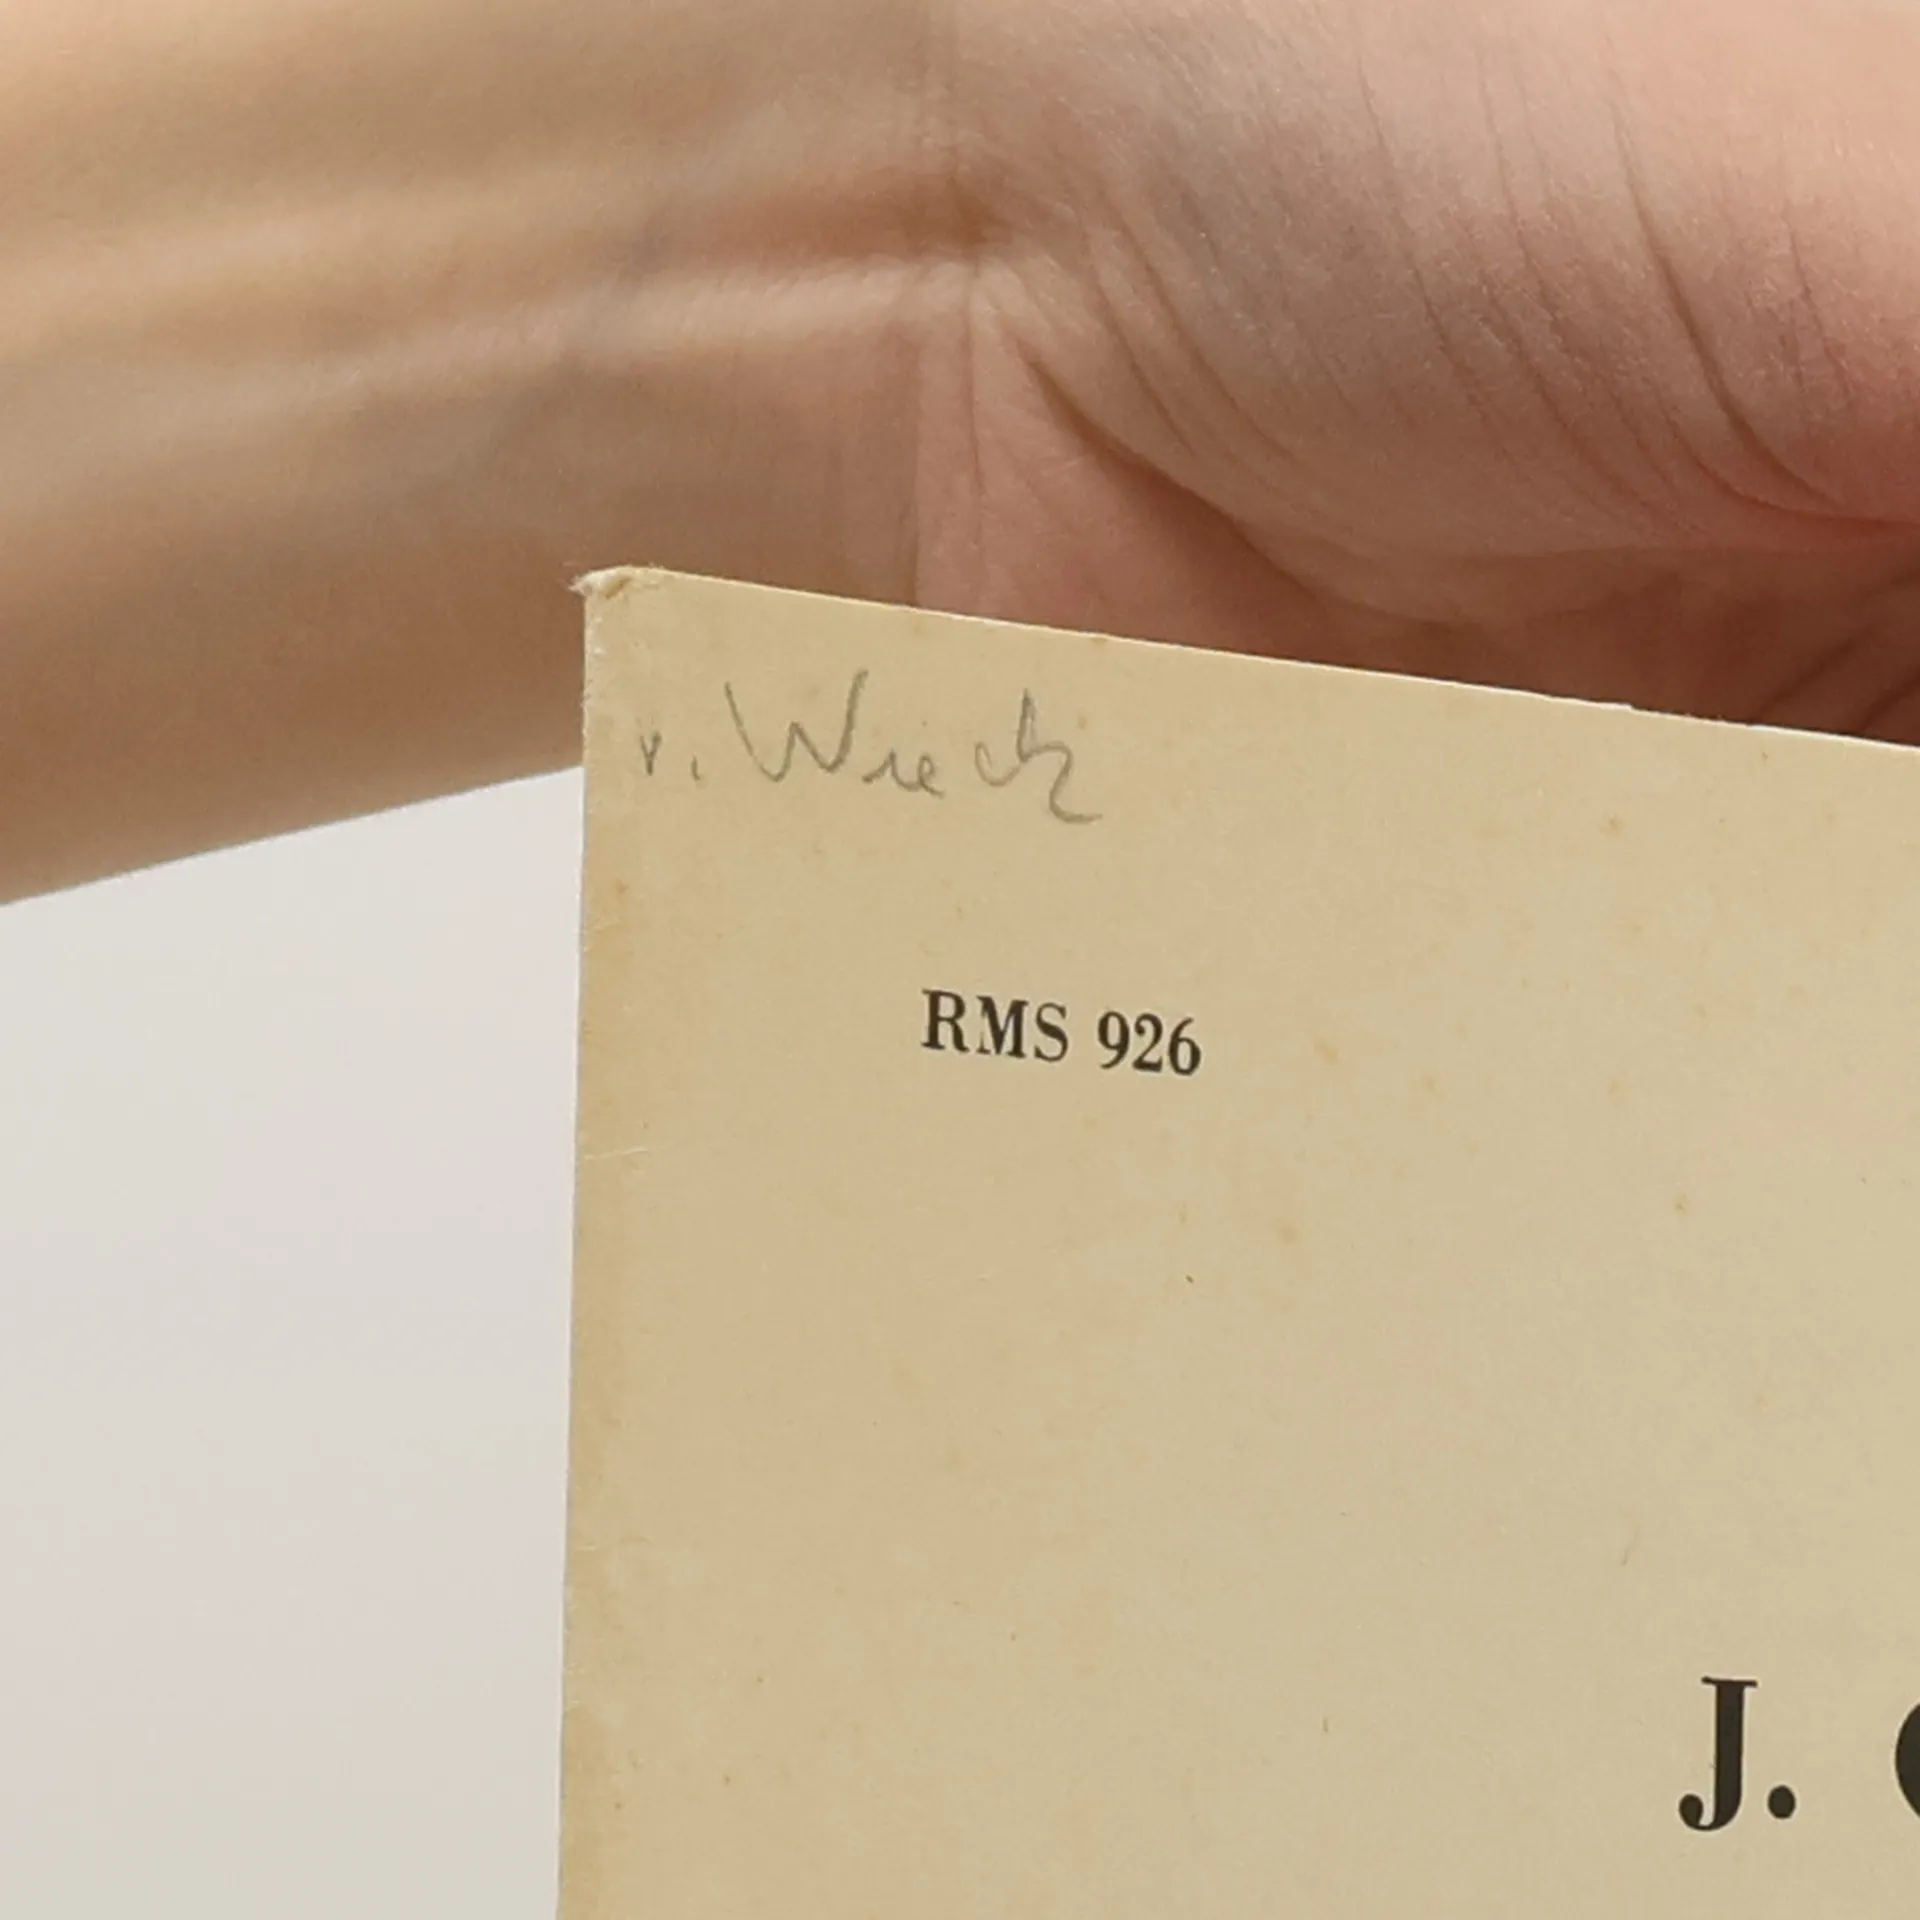 v. Wieck
RMS 926
J.